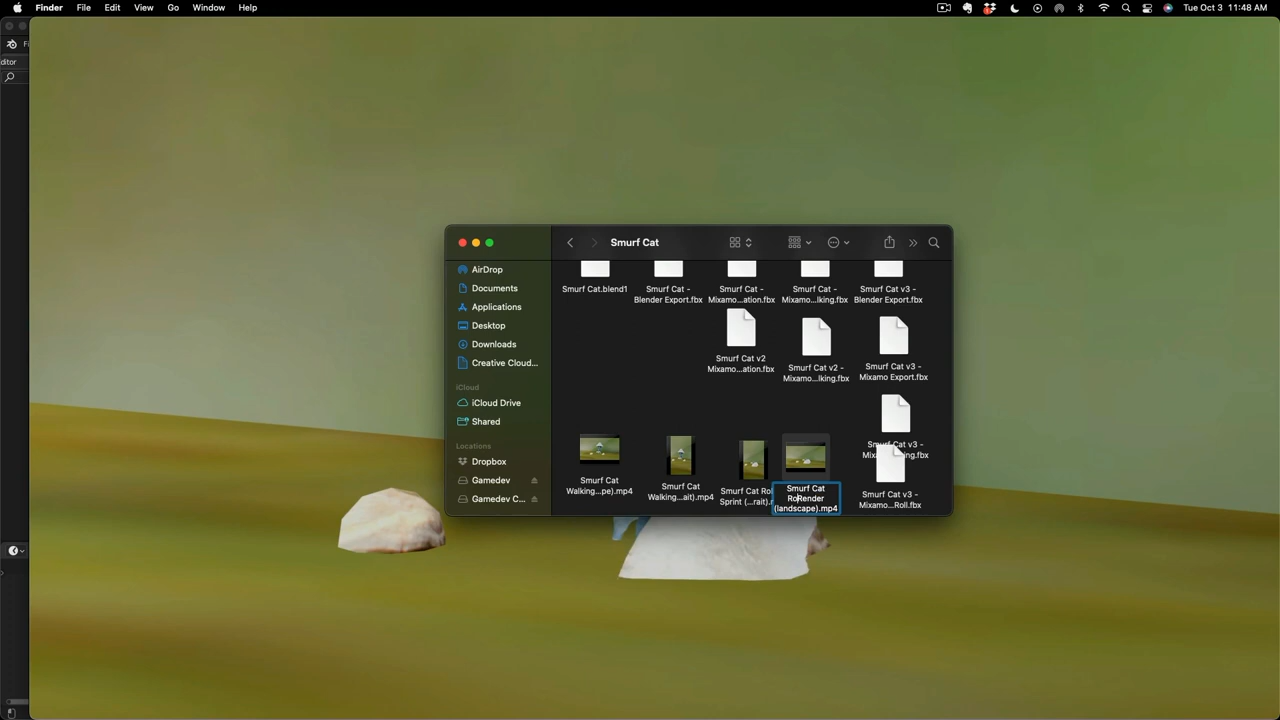 Finder File Edit View Go Window Help Tue Oct 3 11:48 AM
Smurf Cat
AirDrop
Documents
Applications
Desktop
Downloads
Creative Cloud...
iCloud
iCloud Drive
Shared
Locations
Dropbox
Gamedev
Gamedev C...
Smurf Cat.blend1
Smurf Cat -
Blender Export.fbx
Smurf Cat -
Mixamo...ation.fbx
Smurf Cat -
Mixamo...lking.fbx
Smurf Cat v3 -
Blender Export.fbx
Smurf Cat v2
Mixamo...ation.fbx
Smurf Cat v2 -
Mixamo...lking.fbx
Smurf Cat v3 -
Mixamo Export.fbx
Smurf Cat v3 -
Smurf Cat
Walking...pe).mp4
Smurf Cat
Walking...ait).mp4
Smurf Cat Rol
Sprint (...rait).
Smurf Cat
RoRender
(landscape).mp4
Smurf Cat v3 -
Mixamo...Roll.fbx